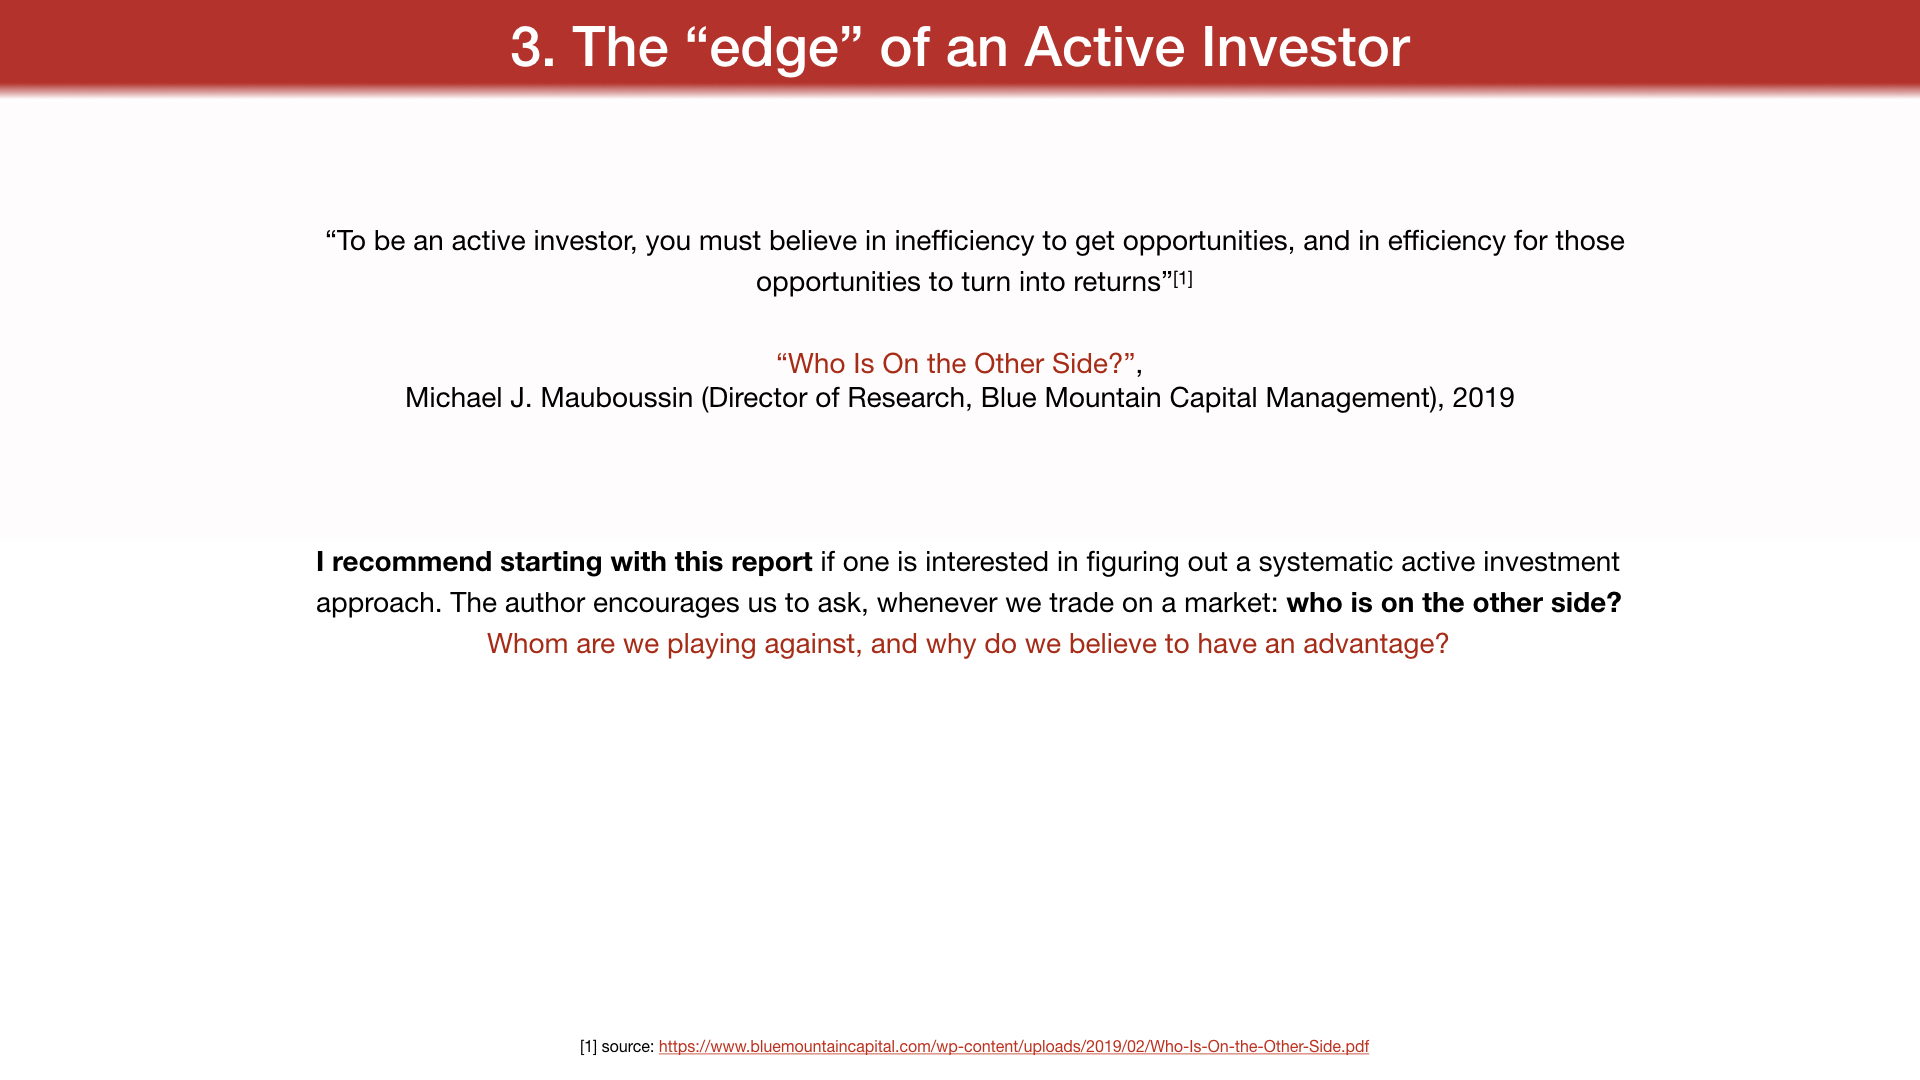 3. The “edge” of an Active Investor
“To be an active investor, you must believe in inefficiency to get opportunities, and in efficiency for those
opportunities to turn into returns”[1]
“Who Is On the Other Side?”,
Michael J. Mauboussin (Director of Research, Blue Mountain Capital Management), 2019
I recommend starting with this report if one is interested in figuring out a systematic active investment
approach. The author encourages us to ask, whenever we trade on a market: who is on the other side?
Whom are we playing against, and why do we believe to have an advantage?
[1] source: https://www.bluemountaincapital.com/wp-content/uploads/2019/02/Who-Is-On-the-Other-Side.pdf